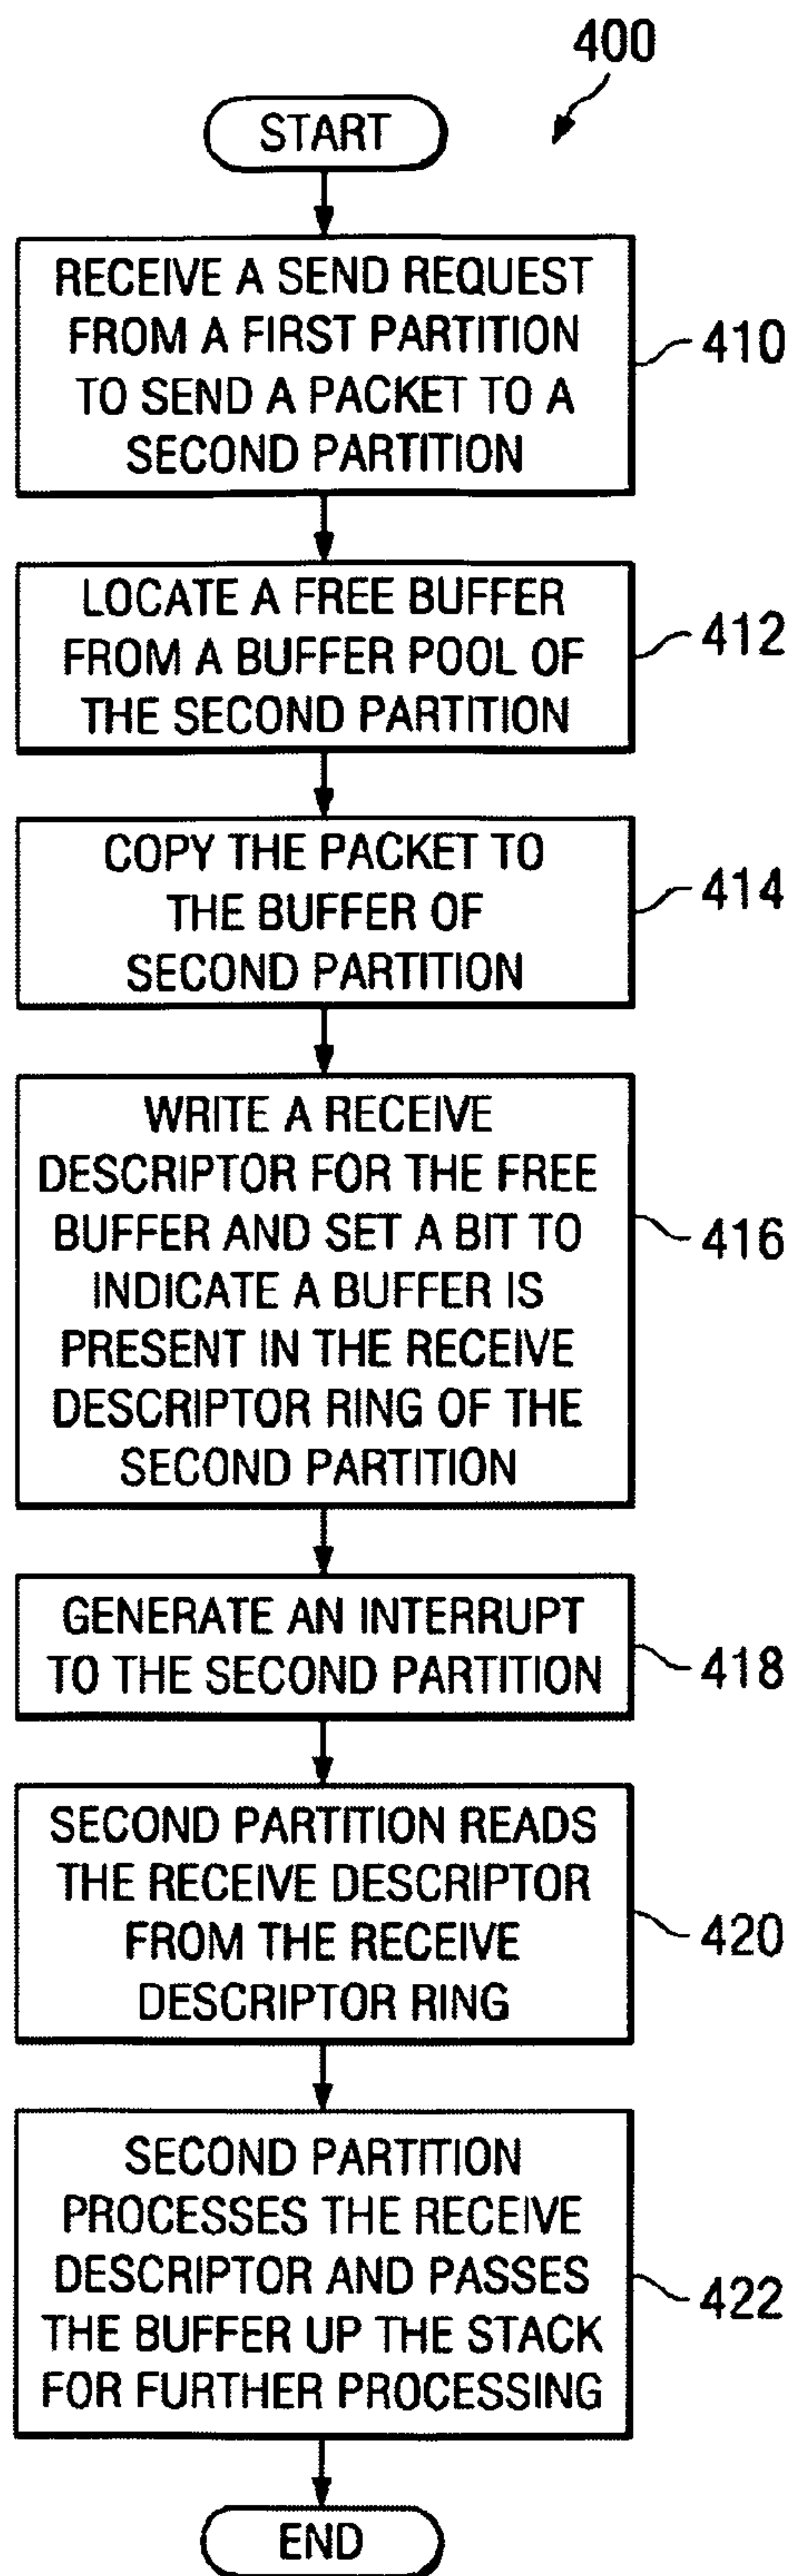 400
START
RECEIVE A SEND REQUEST
FROM A FIRST PARTITION
TO SEND A PACKET TO A
SECOND PARTITION
410
LOCATE A FREE BUFFER
FROM A BUFFER POOL OF
THE SECOND PARTITION
412
COPY THE PACKET TO
THE BUFFER OF
SECOND PARTITION
414
WRITE A RECEIVE
DESCRIPTOR FOR THE FREE
BUFFER AND SET A BIT TO
INDICATE A BUFFER IS
PRESENT IN THE RECEIVE
DESCRIPTOR RING OF THE
SECOND PARTITION
416
GENERATE AN INTERRUPT
TO THE SECOND PARTITION
418
SECOND PARTITION READS
THE RECEIVE DESCRIPTOR
FROM THE RECEIVE
DESCRIPTOR RING
420
SECOND PARTITION
PROCESSES THE RECEIVE
DESCRIPTOR AND PASSES
THE BUFFER UP THE STACK
FOR FURTHER PROCESSING
422
END